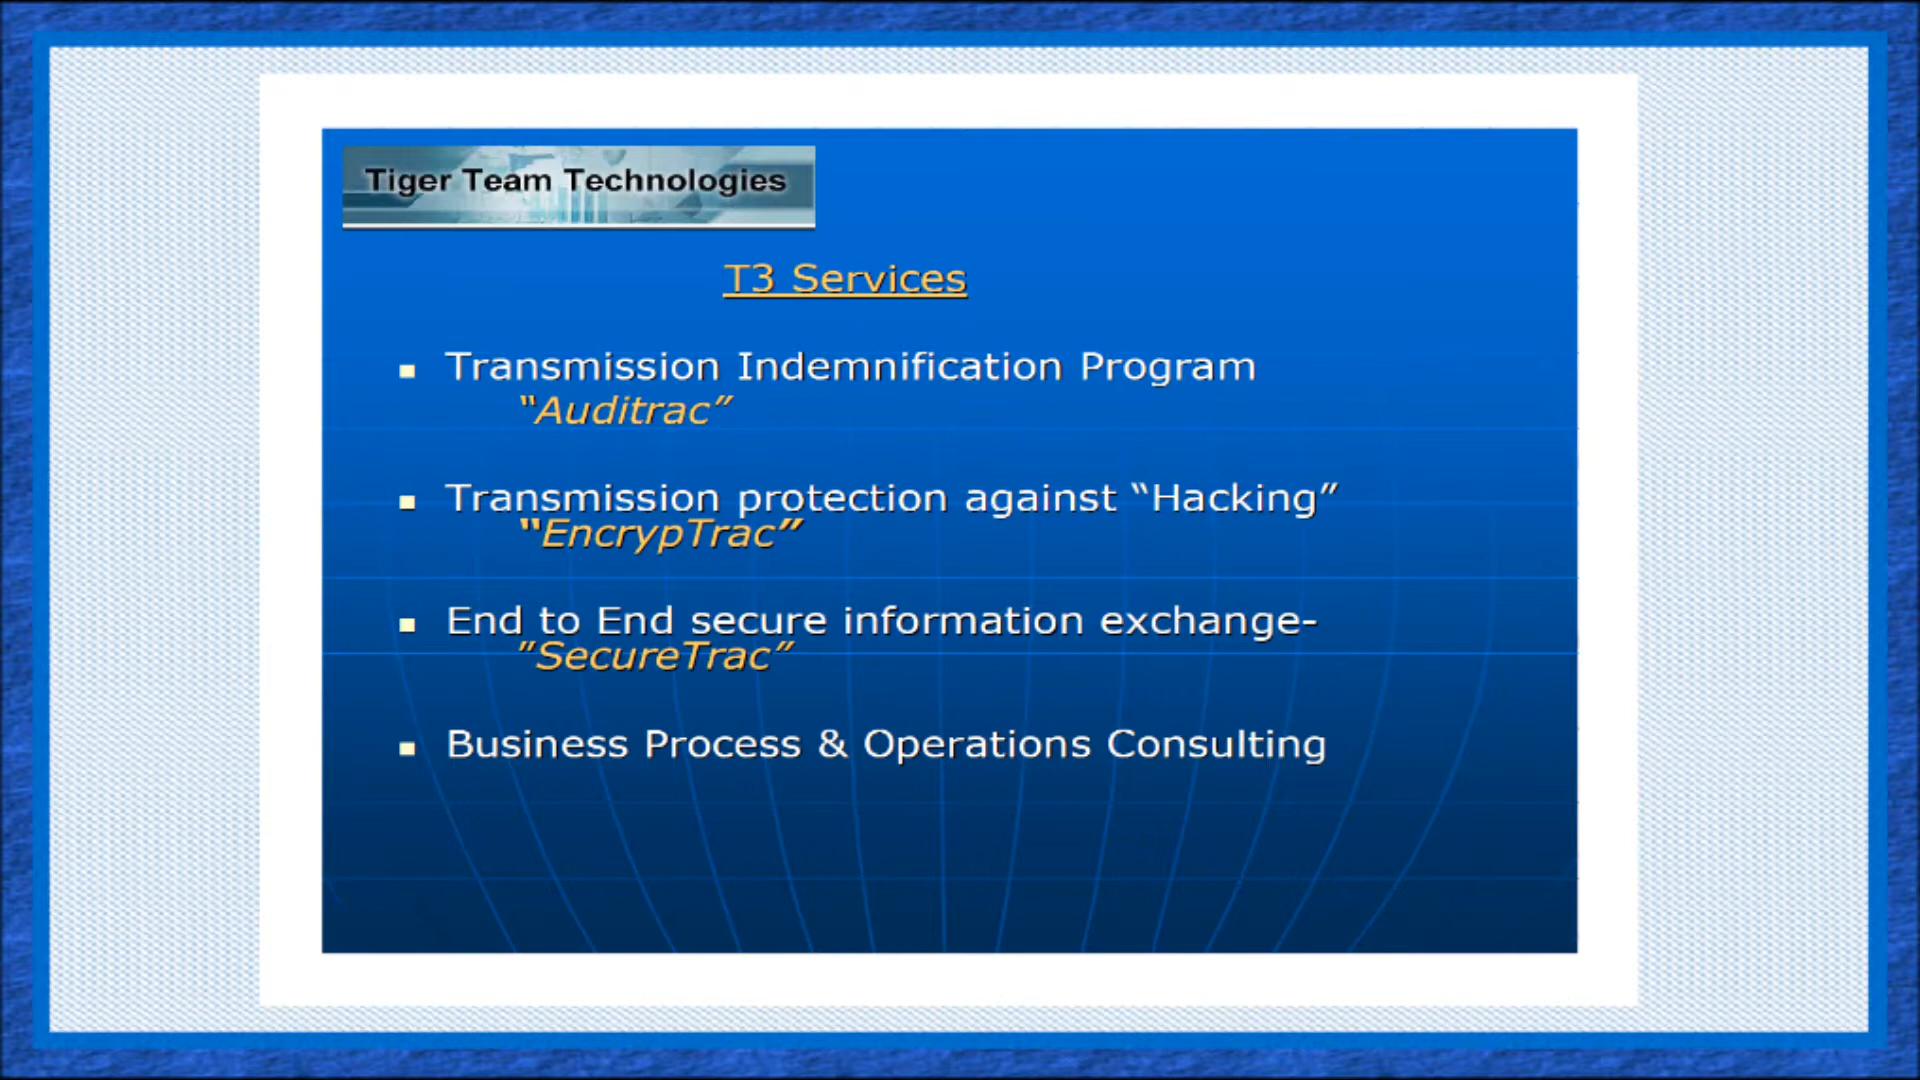 Tiger Team Technologies
T3 Services
Transmission Indemnification Program
“Auditrac”
Transmission protection against “Hacking”
“EncrypTrac”
End to End secure information exchange-
”SecureTrac”
Business Process & Operations Consulting